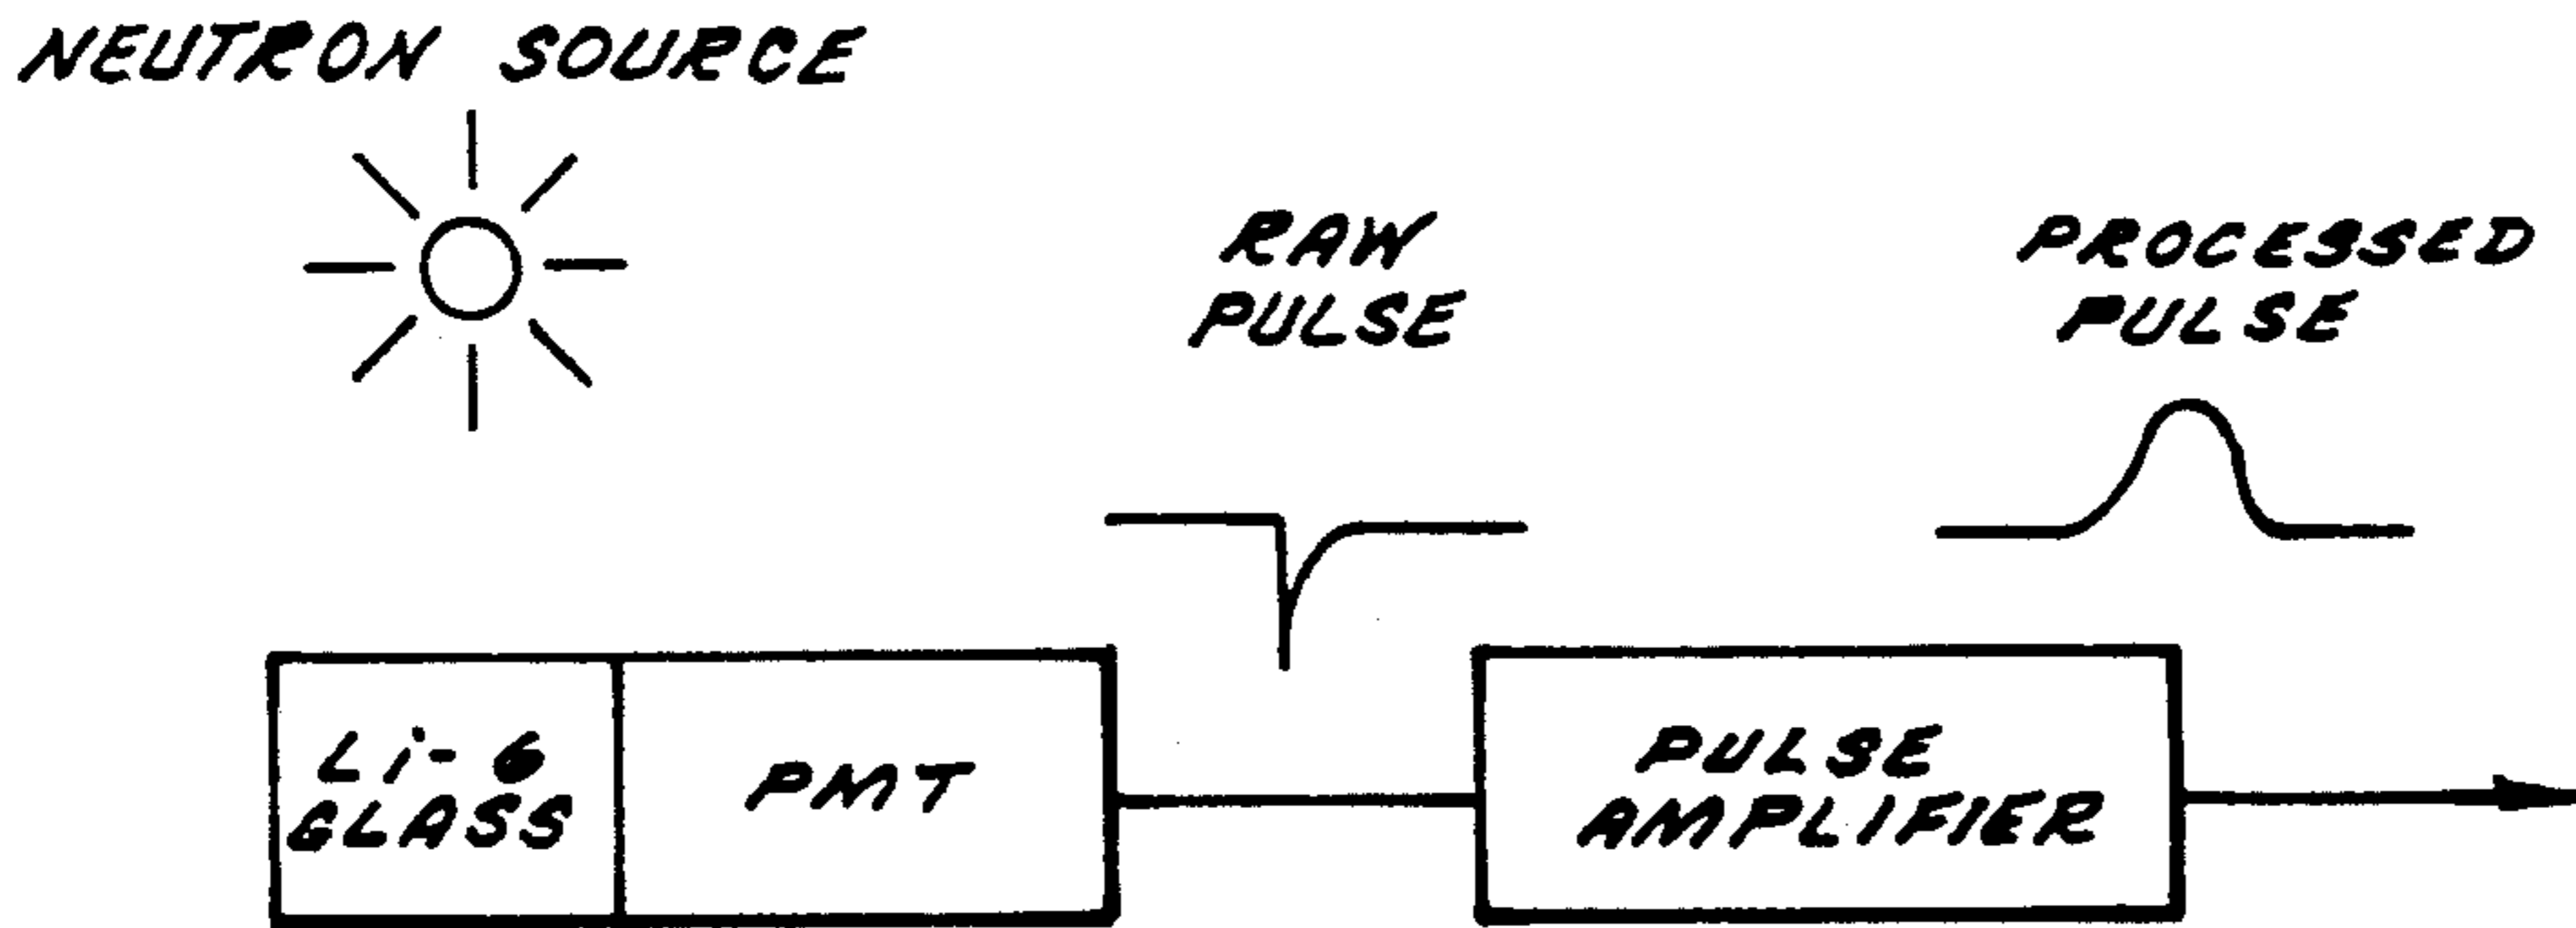 NEUTRON SOURCE
RAW
PULSE
PROCESSED
PULSE
Li-6
GLASS
PMT
PULSE
AMPLIFIER